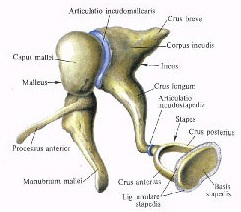 Articulatio incudomallearis
Crus breve
Caput mallei
Corpus incudis
Malleus
Incus
Crus longum
Articulatio
incudostapedia
Stapes
Crus posterius
Processus anterior
Manubrium mallei
Crus anterius
Lig. anulare
stapedis
Basis
stapedis